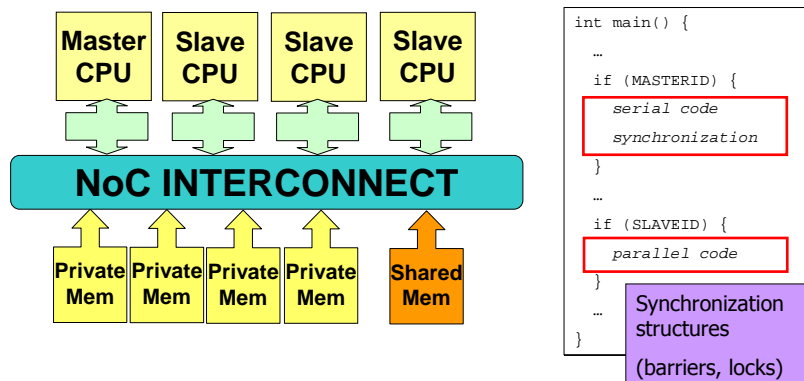 Master
CPU
Slave
CPU
Slave
CPU
Slave
CPU
NoC INTERCONNECT
Private
Mem
Private
Mem
Private
Mem
Private
Mem
Shared
Mem
int main() {
…
if (MASTERID) {
serial code
synchronization
}
…
if (SLAVEID) {
parallel code
}
…
}
Synchronization
structures
(barriers, locks)